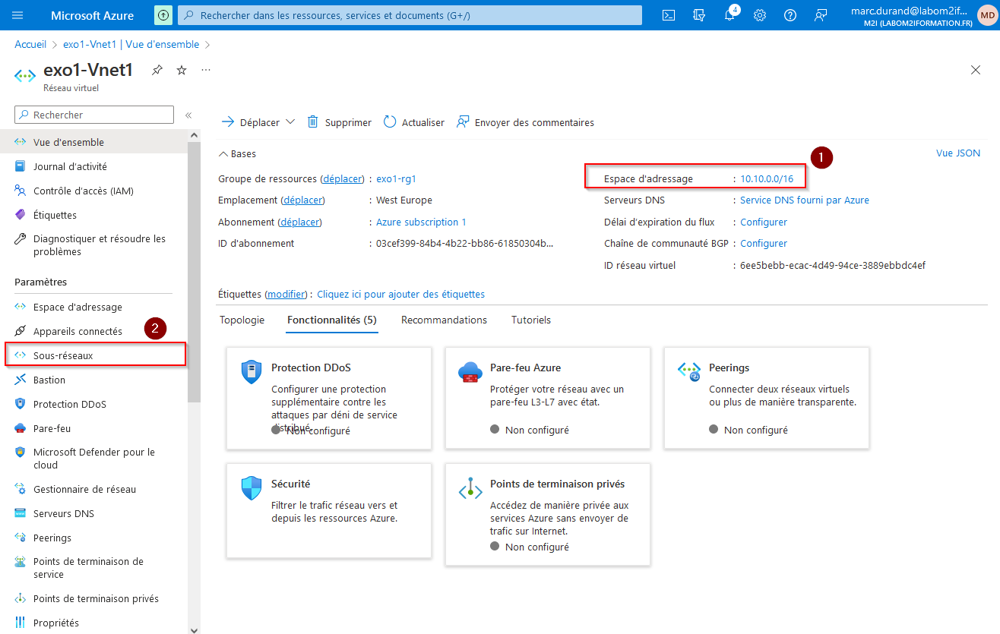 Microsoft Azure
Rechercher dans les ressources, services et documents (G+/)
4
marc.durand@labom2if...
M2I (LABOM2IFORMATION.FR)
MD
Accueil > exo1-Vnet1 | Vue d'ensemble >
exo1-Vnet1
Réseau virtuel
Rechercher
Vue d'ensemble
Journal d'activité
Contrôle d'accès (IAM)
Étiquettes
Diagnostiquer et résoudre les
problèmes
Paramètres
Espace d'adressage
Appareils connectés
2
Sous-réseaux
Bastion
Protection DDoS
Pare-feu
Microsoft Defender pour le
cloud
Gestionnaire de réseau
Serveurs DNS
Peerings
Points de terminaison de
service
Points de terminaison privés
Propriétés
Déplacer
Supprimer
Actualiser
Envoyer des commentaires
Bases
1
Vue JSON
Groupe de ressources (déplacer) : exo1-rg1
Emplacement (déplacer) : West Europe
Abonnement (déplacer) : Azure subscription 1
ID d'abonnement : 03cef399-84b4-4b22-bb86-61850304b...
Espace d'adressage : 10.10.0.0/16
Serveurs DNS : Service DNS fourni par Azure
Délai d'expiration du flux : Configurer
Chaîne de communauté BGP : Configurer
ID réseau virtuel : 6ee5bebb-ecac-4d49-94ce-3889ebbdc4ef
Étiquettes (modifier) : Cliquez ici pour ajouter des étiquettes
Topologie
Fonctionnalités (5)
Recommandations
Tutoriels
Protection DDoS
Configurer une protection
supplémentaire contre les
attaques par déni de service
distribué.
Non configuré
Pare-feu Azure
Protéger votre réseau avec un
pare-feu L3-L7 avec état.
Non configuré
Peerings
Connecter deux réseaux virtuels
ou plus de manière transparente.
Non configuré
Sécurité
Filtrer le trafic réseau vers et
depuis les ressources Azure.
Points de terminaison privés
Accédez de manière privée aux
services Azure sans envoyer de
trafic sur Internet.
Non configuré